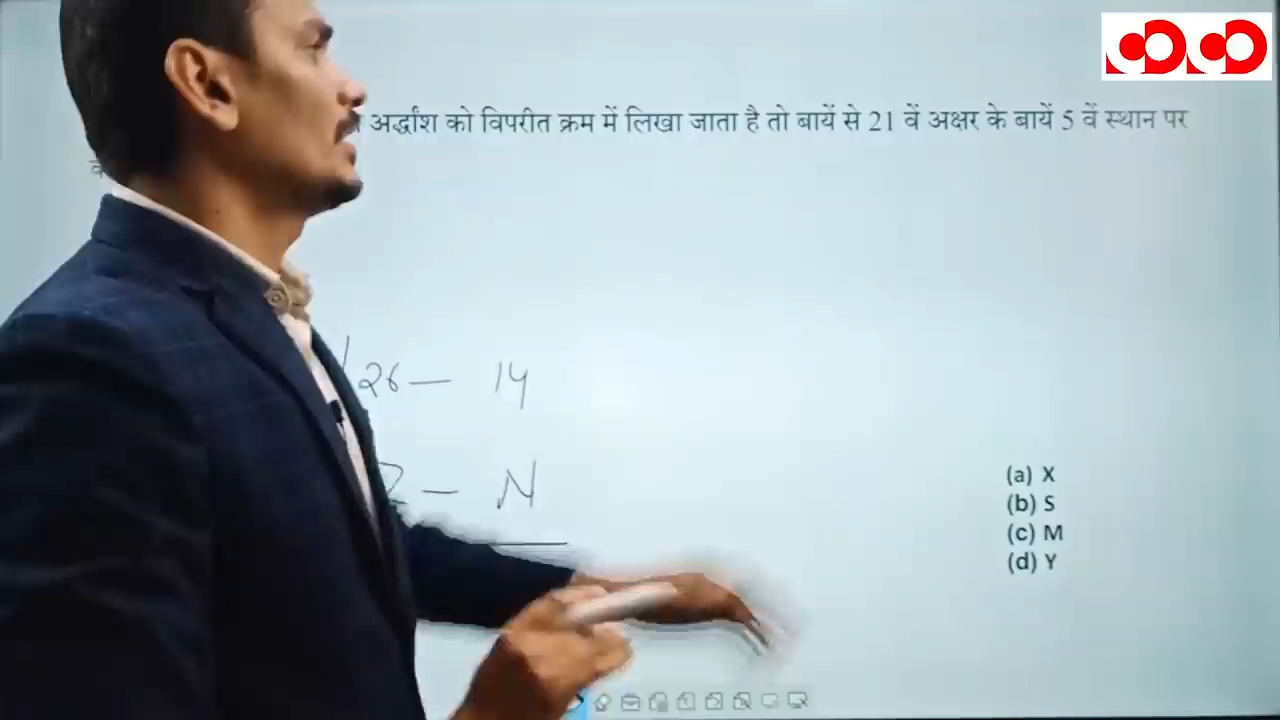 अर्द्धांश को विपरीत क्रम में लिखा जाता है तो बायें से 21 वें अक्षर के बायें 5 वें स्थान पर
26 — 14
Z — N
(a) X
(b) S
(c) M
(d) Y